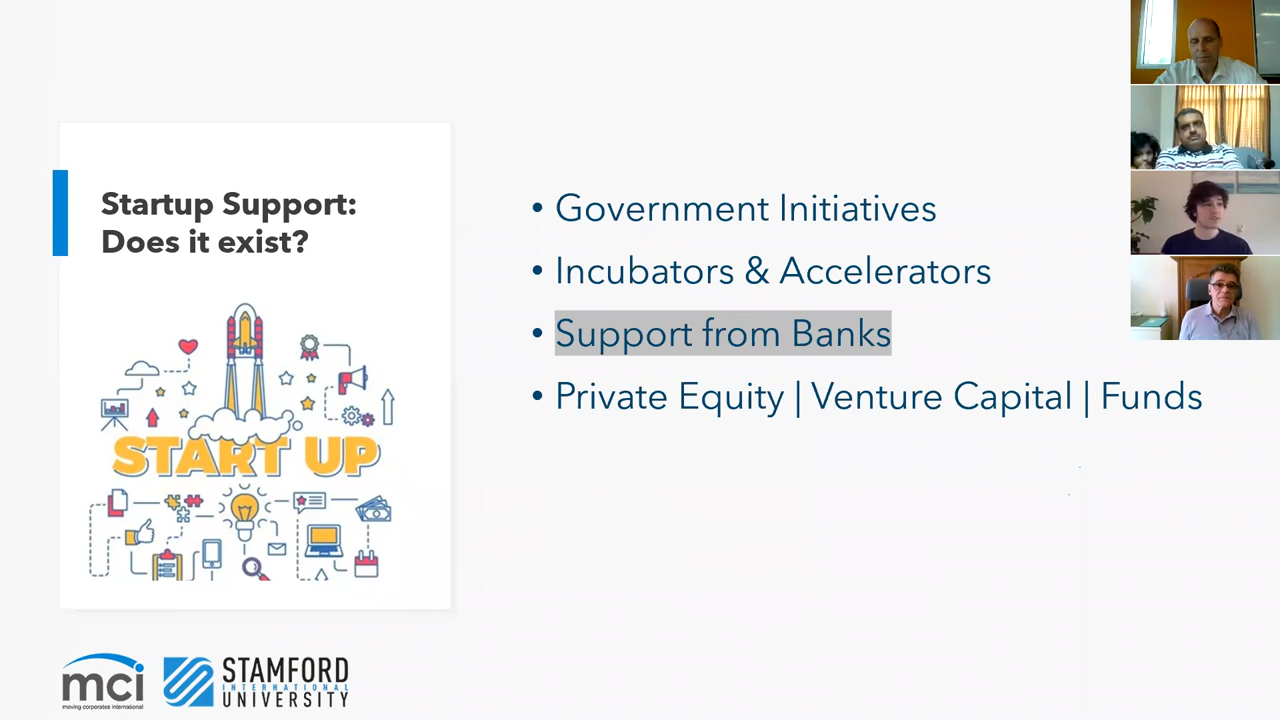 Startup Support:
Does it exist?
START UP
• Government Initiatives
• Incubators & Accelerators
• Support from Banks
• Private Equity | Venture Capital | Funds
mci
moving corporates international
STAMFORD
INTERNATIONAL
UNIVERSITY